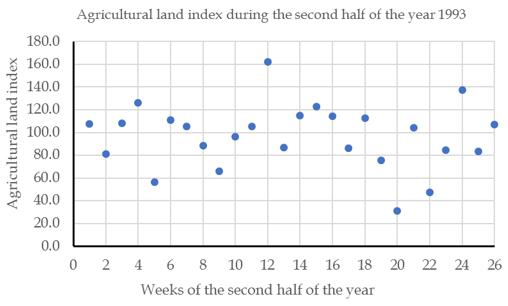 Agricultural land index during the second half of the year 1993
Agricultural land index
180.0
160.0
140.0
120.0
100.0
80.0
60.0
40.0
20.0
0.0
0 2 4 6 8 10 12 14 16 18 20 22 24 26
Weeks of the second half of the year